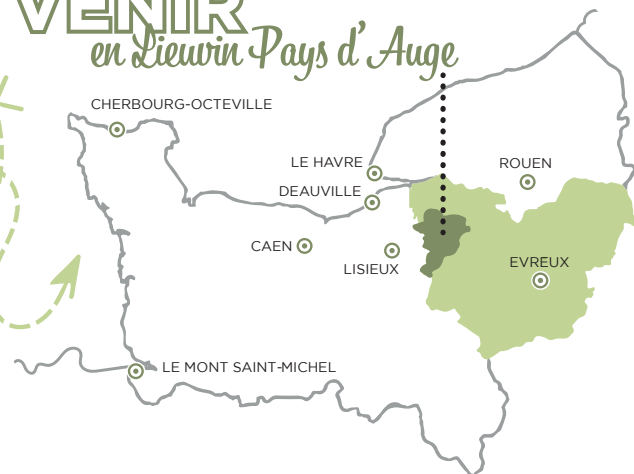 VENIR
en Lieuvin Pays d'Auge
CHERBOURG-OCTEVILLE
LE HAVRE
ROUEN
DEAUVILLE
CAEN
LISIEUX
EVREUX
LE MONT SAINT-MICHEL